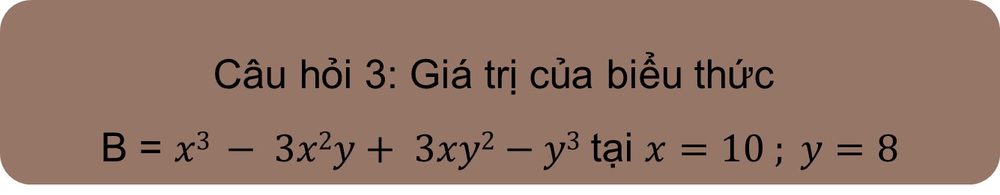 Câu hỏi 3: Giá trị của biểu thức
B = 𝑥³ − 3𝑥²𝑦 + 3𝑥𝑦² − 𝑦³ tại 𝑥 = 10 ; 𝑦 = 8